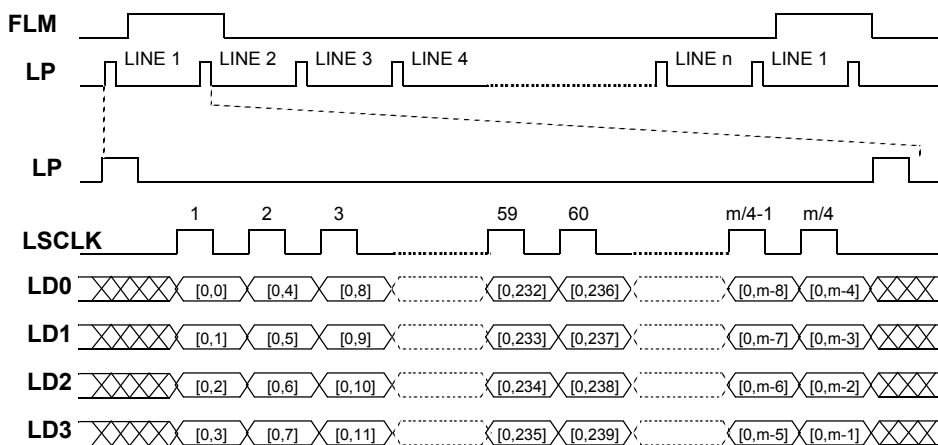 FLM
LP LINE 1 LINE 2 LINE 3 LINE 4 LINE n LINE 1
LP
1 2 3 59 60 m/4-1 m/4
LSCLK
LD0 [0,0] [0,4] [0,8] [0,232] [0,236] [0,m-8] [0,m-4]
LD1 [0,1] [0,5] [0,9] [0,233] [0,237] [0,m-7] [0,m-3]
LD2 [0,2] [0,6] [0,10] [0,234] [0,238] [0,m-6] [0,m-2]
LD3 [0,3] [0,7] [0,11] [0,235] [0,239] [0,m-5] [0,m-1]